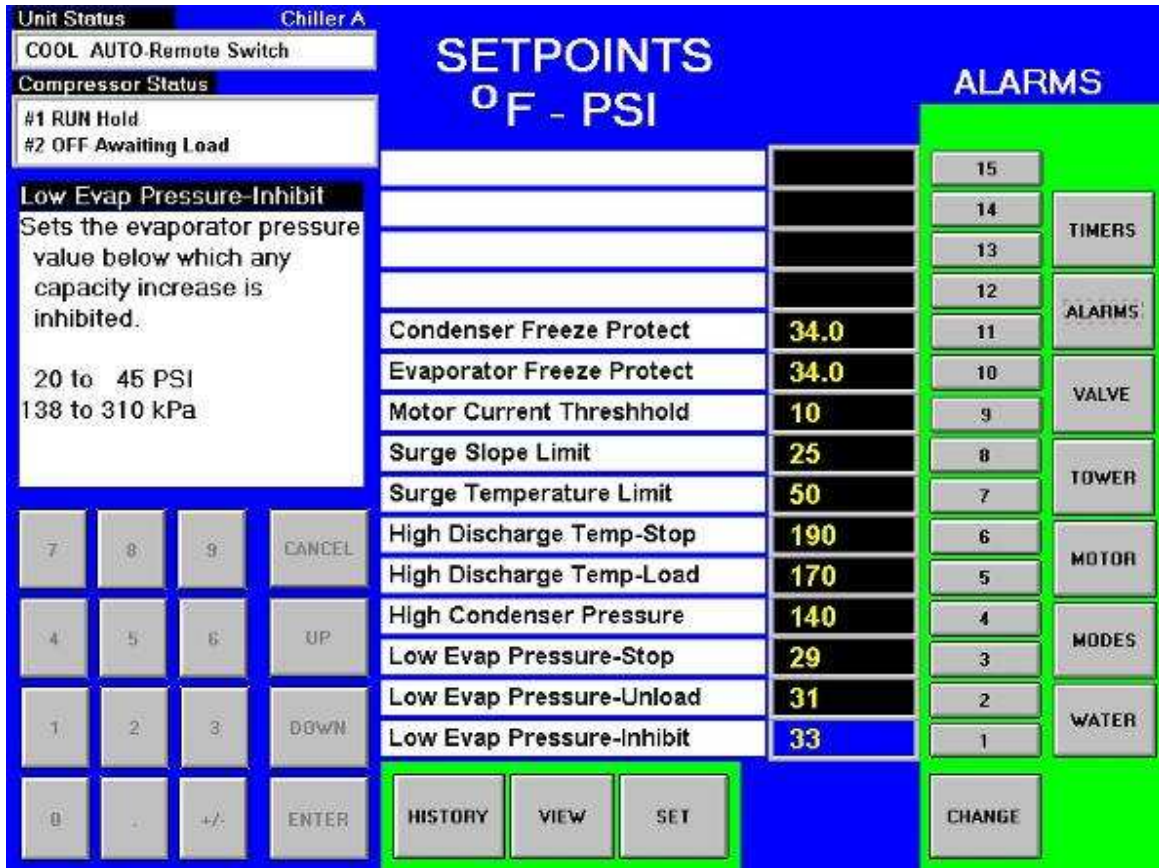 Unit Status Chiller A
COOL AUTO-Remote Switch
Compressor Status
#1 RUN Hold
#2 OFF Awaiting Load
Low Evap Pressure-Inhibit
Sets the evaporator pressure
value below which any
capacity increase is
inhibited.
20 to 45 PSI
138 to 310 kPa
7 8 9 CANCEL
4 5 6 UP
1 2 3 DOWN
0 . +/- ENTER
SETPOINTS
°F - PSI
ALARMS
15
14
13
12
Condenser Freeze Protect 34.0 11
Evaporator Freeze Protect 34.0 10
Motor Current Threshhold 10 9
Surge Slope Limit 25 8
Surge Temperature Limit 50 7
High Discharge Temp-Stop 190 6
High Discharge Temp-Load 170 5
High Condenser Pressure 140 4
Low Evap Pressure-Stop 29 3
Low Evap Pressure-Unload 31 2
Low Evap Pressure-Inhibit 33 1
HISTORY VIEW SET CHANGE
TIMERS
ALARMS
VALVE
TOWER
MOTOR
MODES
WATER